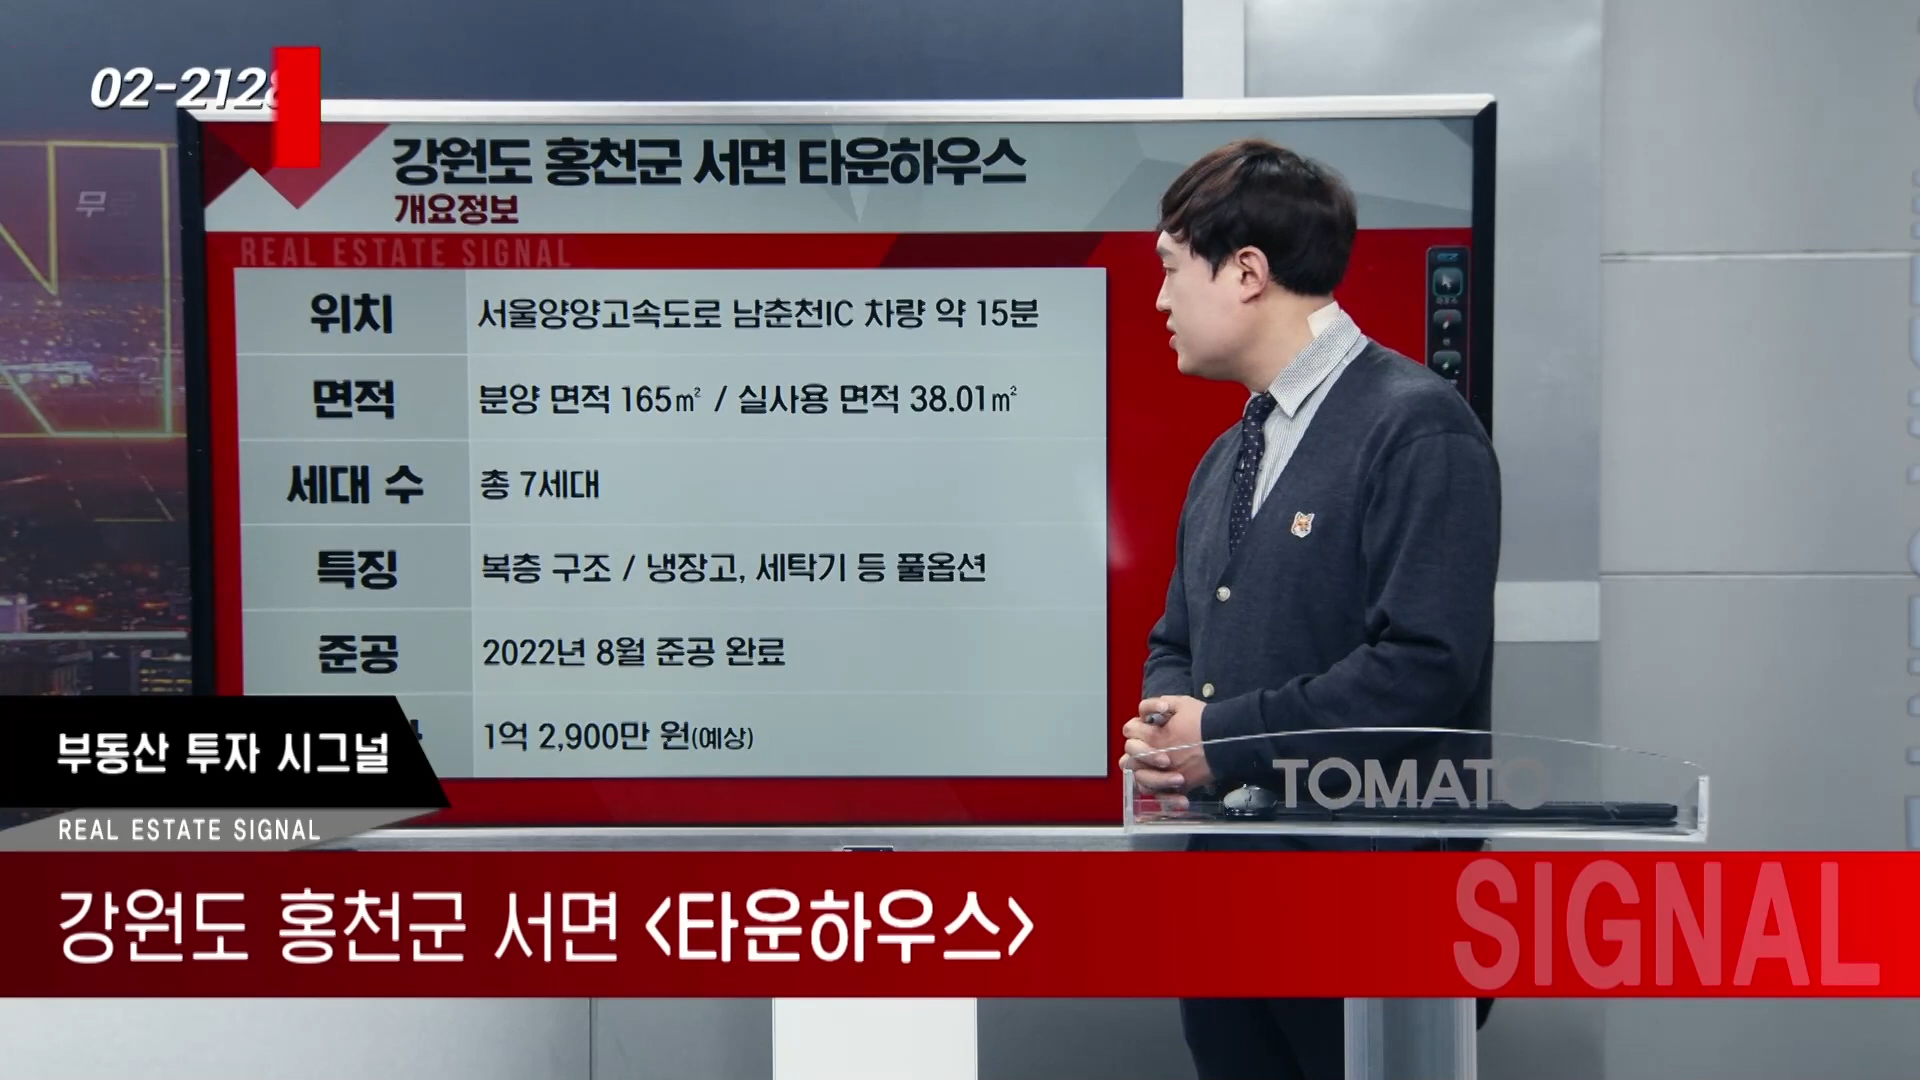 02-2128
무료
강원도 홍천군 서면 타운하우스
개요정보
REAL ESTATE SIGNAL
위치 서울양양고속도로 남춘천IC 차량 약 15분
면적 분양 면적 165㎡ / 실사용 면적 38.01㎡
세대 수 총 7세대
특징 복층 구조 / 냉장고, 세탁기 등 풀옵션
준공 2022년 8월 준공 완료
1억 2,900만 원(예상)
부동산 투자 시그널
REAL ESTATE SIGNAL
TOMATO
강원도 홍천군 서면 <타운하우스>
SIGNAL